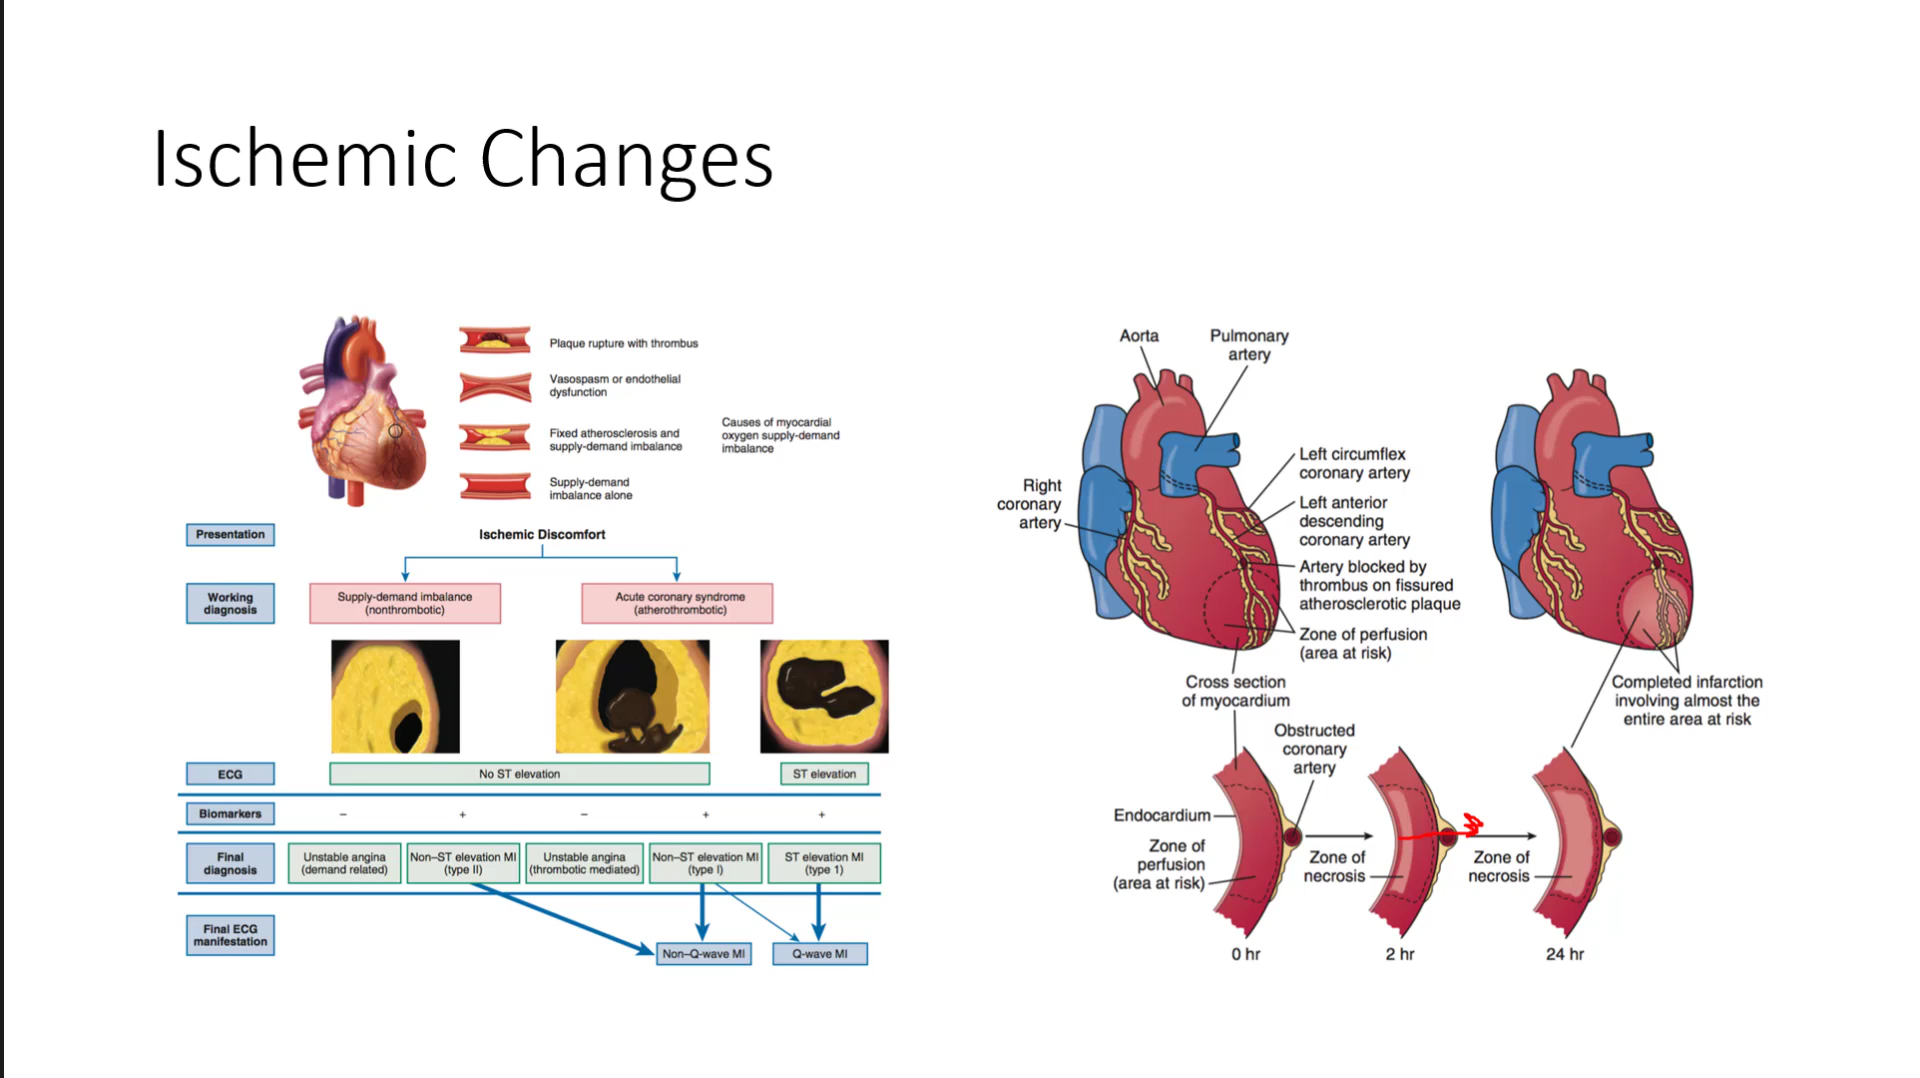 Ischemic Changes
Plaque rupture with thrombus
Vasospasm or endothelial
dysfunction
Fixed atherosclerosis and
supply-demand imbalance
Supply-demand
imbalance alone
Causes of myocardial
oxygen supply-demand
imbalance
Presentation
Ischemic Discomfort
Working
diagnosis
Supply-demand imbalance
(nonthrombotic)
Acute coronary syndrome
(atherothrombotic)
ECG
No ST elevation
ST elevation
Biomarkers
– + – + +
Final
diagnosis
Unstable angina
(demand related)
Non–ST elevation MI
(type II)
Unstable angina
(thrombotic mediated)
Non–ST elevation MI
(type I)
ST elevation MI
(type 1)
Final ECG
manifestation
Non–Q-wave MI
Q-wave MI
Aorta
Pulmonary
artery
Right
coronary
artery
Left circumflex
coronary artery
Left anterior
descending
coronary artery
Artery blocked by
thrombus on fissured
atherosclerotic plaque
Zone of perfusion
(area at risk)
Cross section
of myocardium
Completed infarction
involving almost the
entire area at risk
Obstructed
coronary
artery
Endocardium
Zone of
perfusion
(area at risk)
Zone of
necrosis
Zone of
necrosis
0 hr
2 hr
24 hr